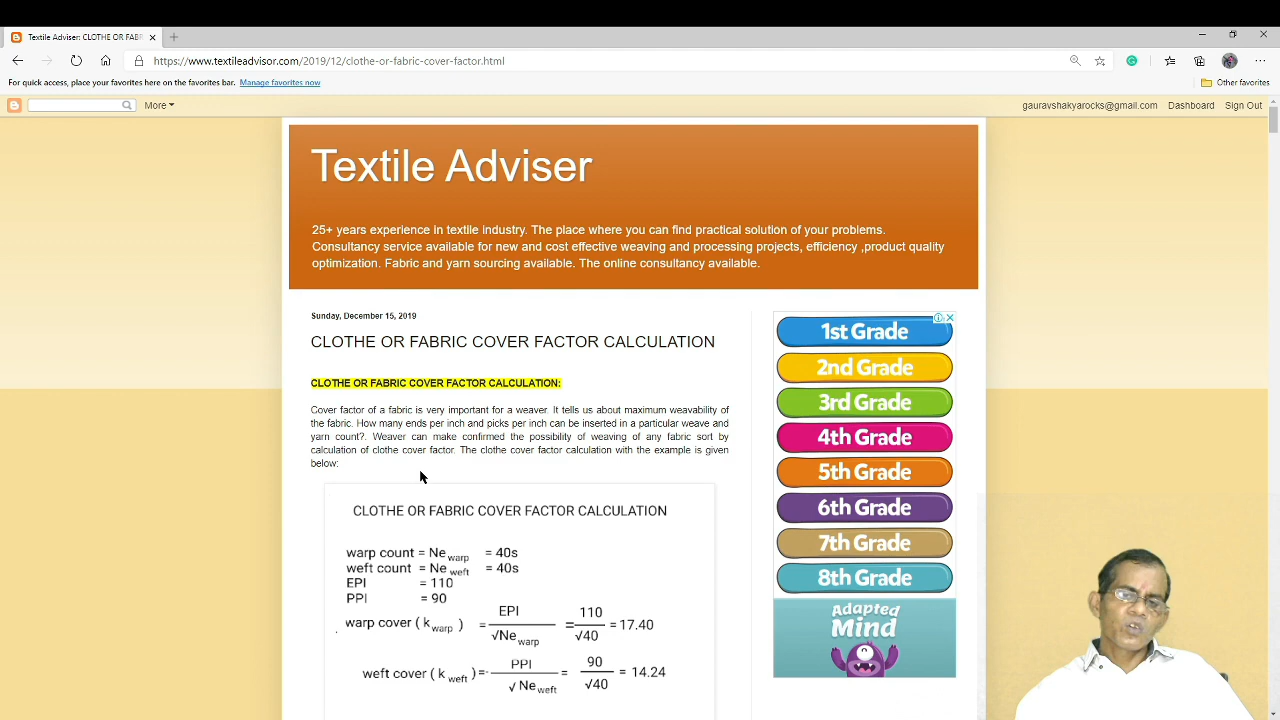 Textile Adviser: CLOTHE OR FABR
https://www.textileadvisor.com/2019/12/clothe-or-fabric-cover-factor.html
For quick access, place your favorites here on the favorites bar. Manage favorites now
Other favorites
More
gauravshakyarocks@gmail.com Dashboard Sign Out
Textile Adviser
25+ years experience in textile industry. The place where you can find practical solution of your problems.
Consultancy service available for new and cost effective weaving and processing projects, efficiency ,product quality
optimization. Fabric and yarn sourcing available. The online consultancy available.
Sunday, December 15, 2019
CLOTHE OR FABRIC COVER FACTOR CALCULATION
CLOTHE OR FABRIC COVER FACTOR CALCULATION:
Cover factor of a fabric is very important for a weaver. It tells us about maximum weavability of
the fabric. How many ends per inch and picks per inch can be inserted in a particular weave and
yarn count?. Weaver can make confirmed the possibility of weaving of any fabric sort by
calculation of clothe cover factor. The clothe cover factor calculation with the example is given
below:
CLOTHE OR FABRIC COVER FACTOR CALCULATION
warp count = Ne warp = 40s
weft count = Ne weft = 40s
EPI = 110
PPI = 90
warp cover ( k warp ) = EPI / √Ne warp = 110 / √40 = 17.40
weft cover ( k weft ) = PPI / √ Ne weft = 90 / √40 = 14.24
1st Grade
2nd Grade
3rd Grade
4th Grade
5th Grade
6th Grade
7th Grade
8th Grade
Adapted
Mind